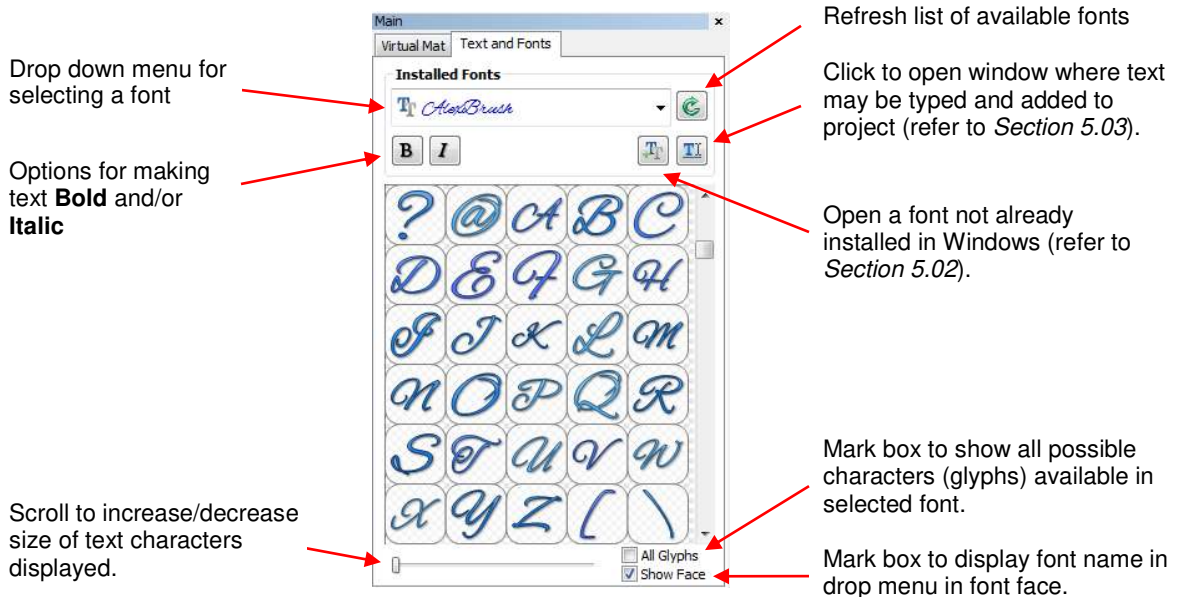 Main x
Virtual Mat Text and Fonts
Installed Fonts
AlexBrush
B I
? @ A B C
D E F G H
I J K L M
N O P Q R
S T U V W
X Y Z [ \
All Glyphs
Show Face
Drop down menu for
selecting a font
Options for making
text Bold and/or
Italic
Scroll to increase/decrease
size of text characters
displayed.
Refresh list of available fonts
Click to open window where text
may be typed and added to
project (refer to Section 5.03).
Open a font not already
installed in Windows (refer to
Section 5.02).
Mark box to show all possible
characters (glyphs) available in
selected font.
Mark box to display font name in
drop menu in font face.